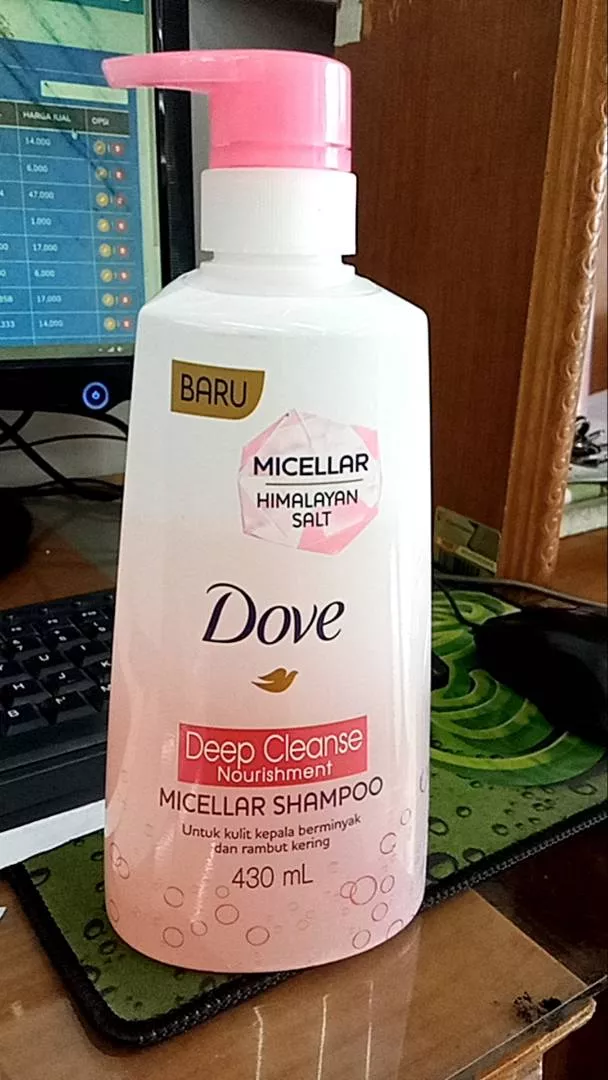 HARGA JUAL OPSI
14,000
6,000
47,000
1,000
17,000
6,000
17,000
14,000
BARU
MICELLAR
HIMALAYAN
SALT
Dove
Deep Cleanse
Nourishment
MICELLAR SHAMPOO
Untuk kulit kepala berminyak
dan rambut kering
430 mL